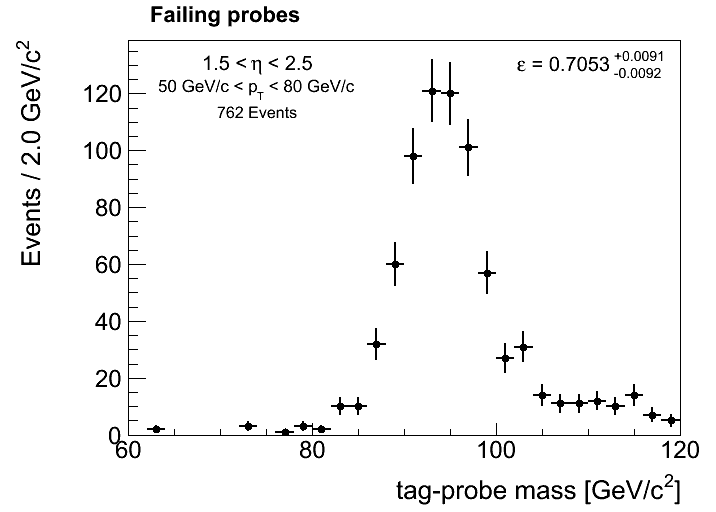 Failing probes
1.5 < η < 2.5
50 GeV/c < p_T < 80 GeV/c
762 Events
ε = 0.7053 +0.0091 -0.0092
Events / 2.0 GeV/c²
120
100
80
60
40
20
0
60 80 100 120
tag-probe mass [GeV/c²]